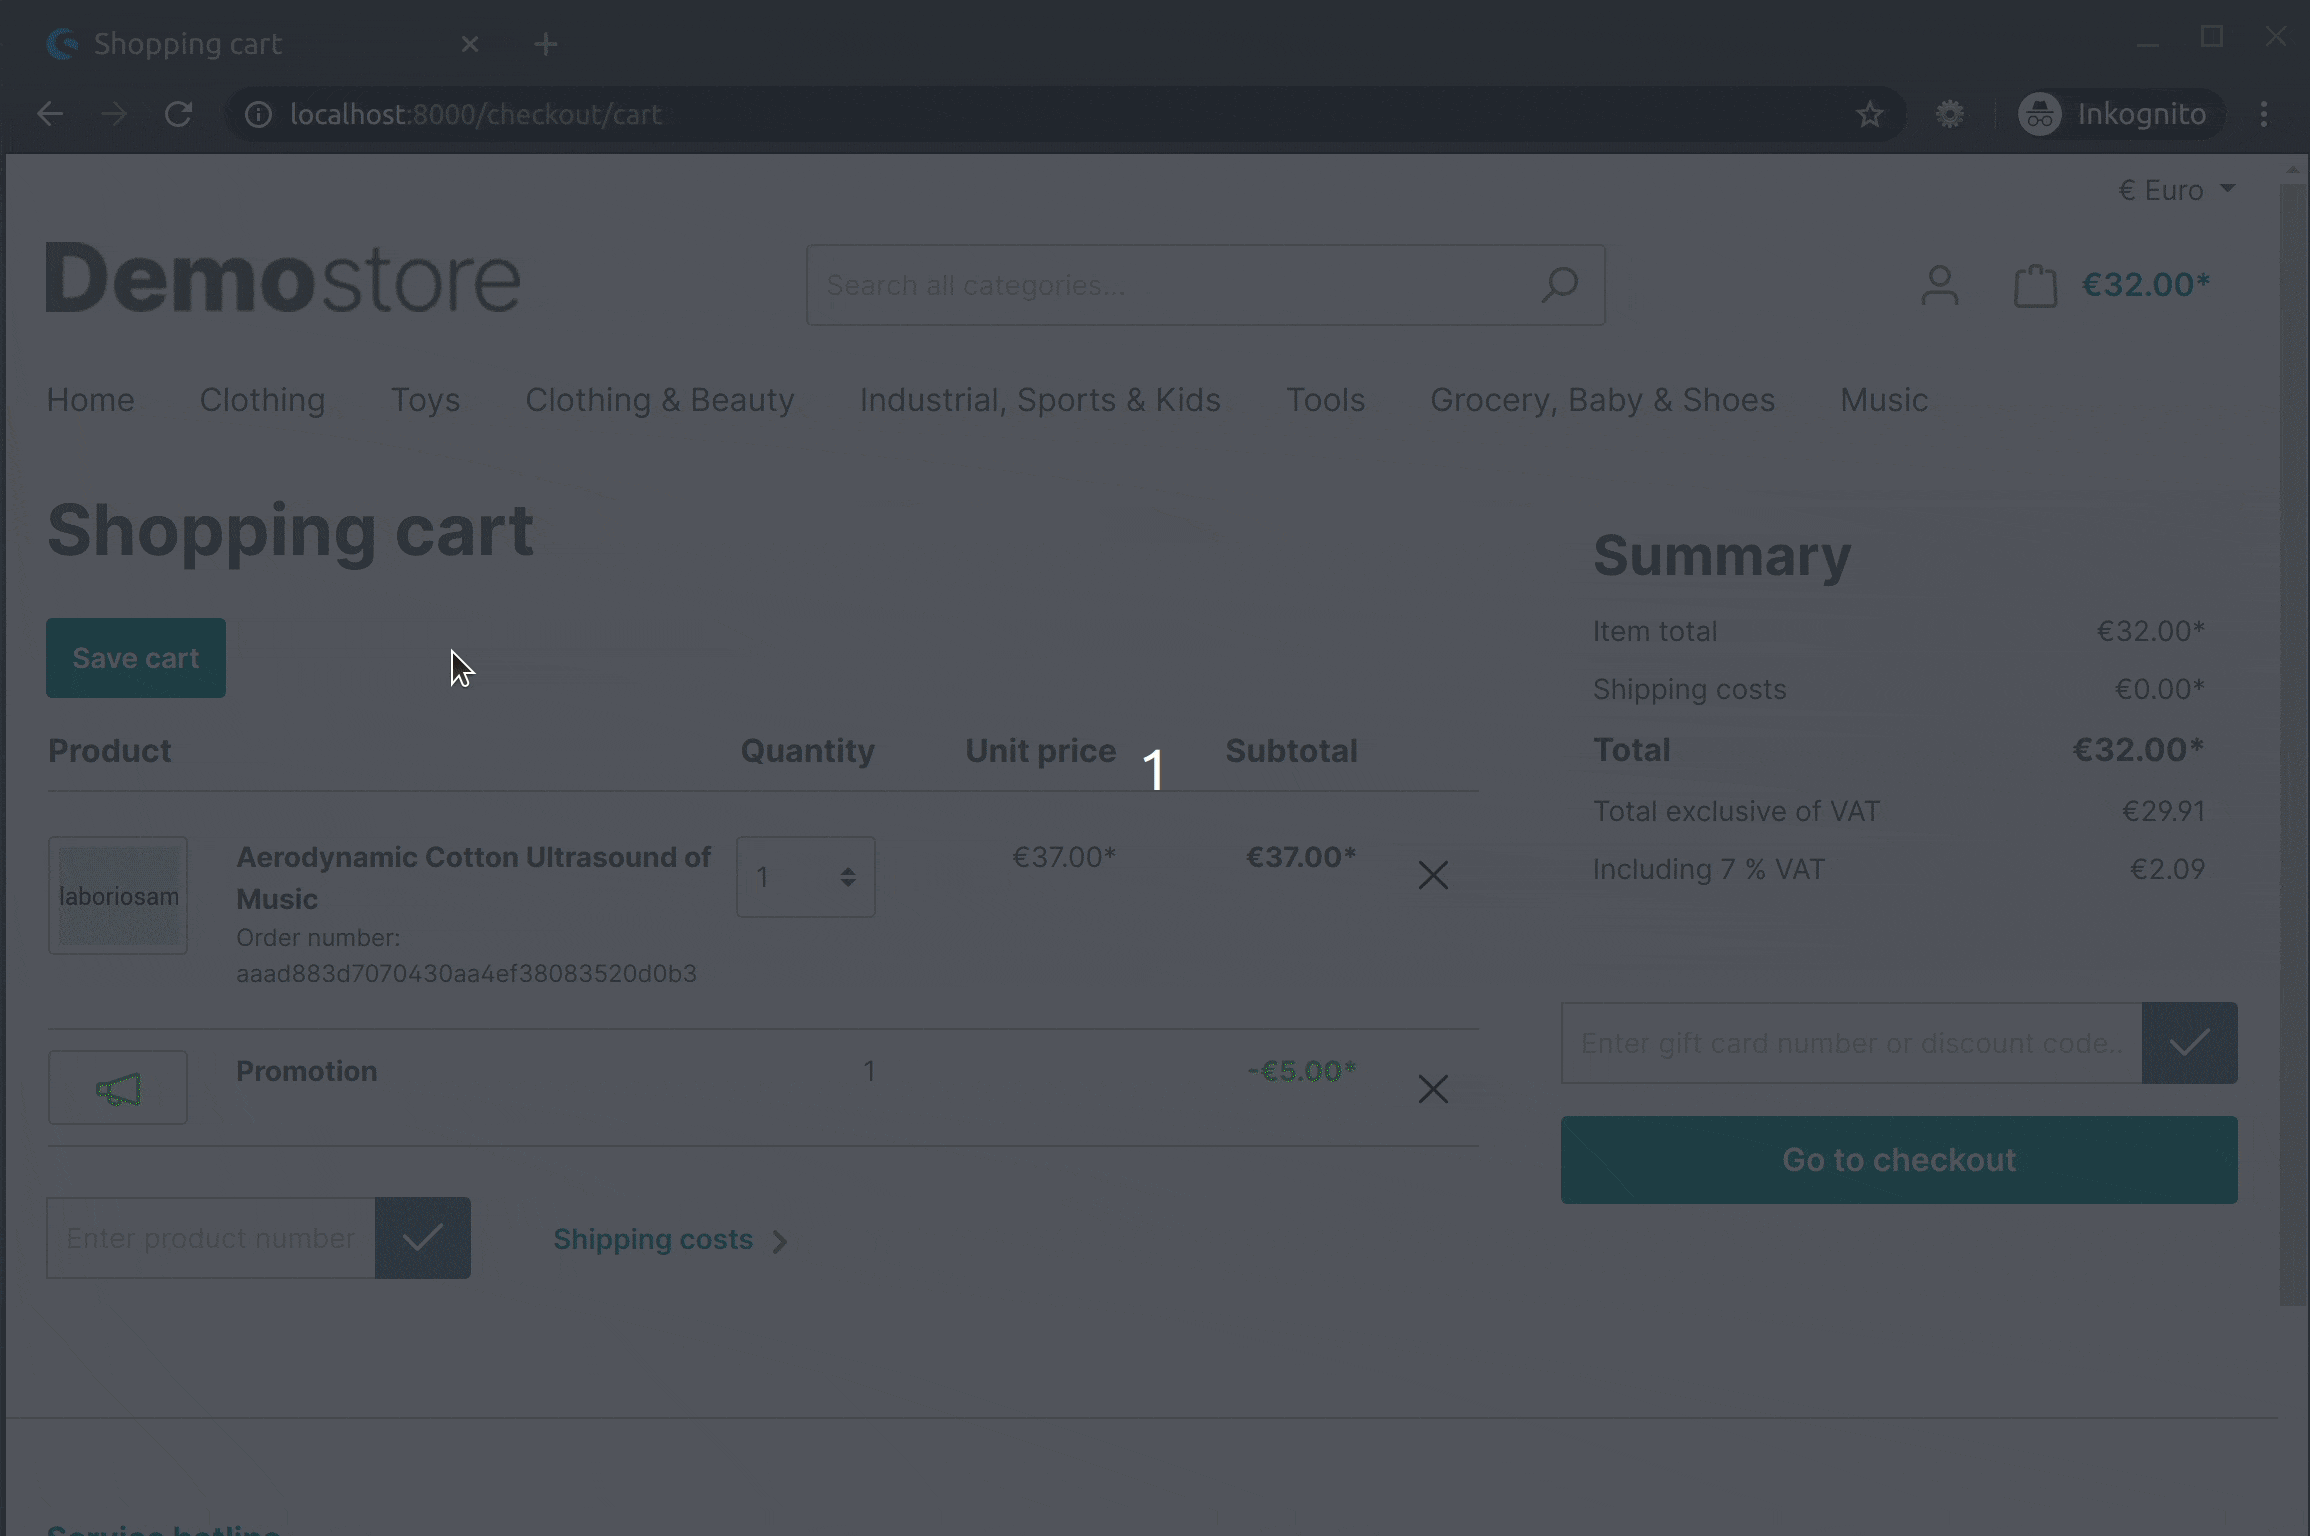 Shopping cart
localhost:8000/checkout/cart
Inkognito
€ Euro
Demostore
Search all categories...
€32.00*
Home Clothing Toys Clothing & Beauty Industrial, Sports & Kids Tools Grocery, Baby & Shoes Music
Shopping cart
Save cart
Product Quantity Unit price Subtotal
1
laboriosam
Aerodynamic Cotton Ultrasound of
Music
Order number:
aaad883d7070430aa4ef38083520d0b3
1
€37.00*
€37.00*
Promotion 1 -€5.00*
Enter product number
Shipping costs
Summary
Item total €32.00*
Shipping costs €0.00*
Total €32.00*
Total exclusive of VAT €29.91
Including 7 % VAT €2.09
Enter gift card number or discount code..
Go to checkout
Service hotline